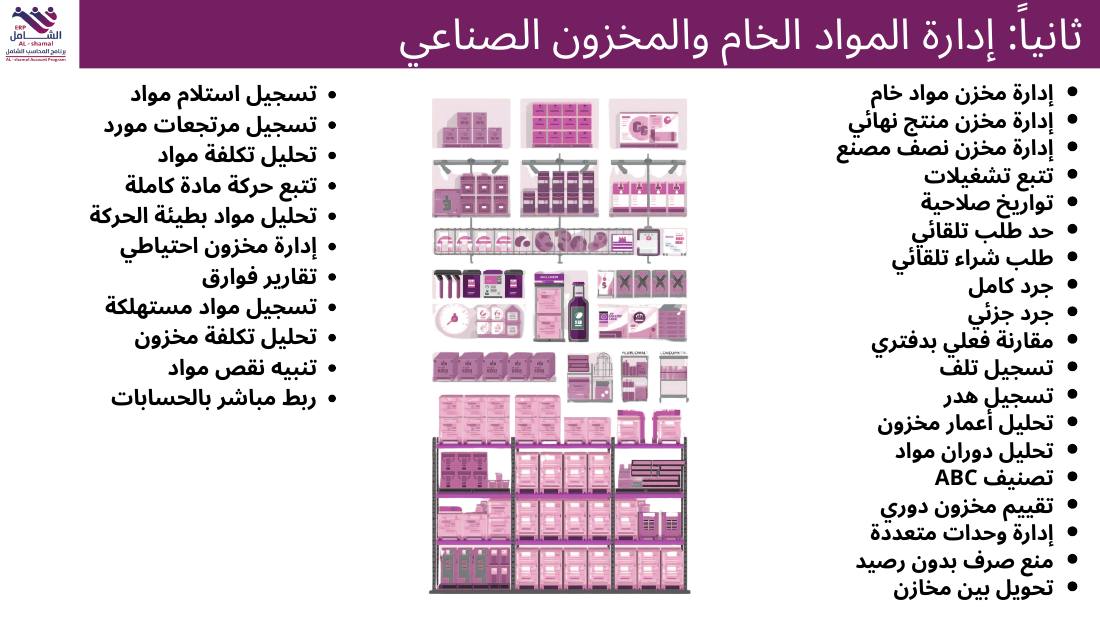 ثانياً: إدارة المواد الخام والمخزون الصناعي
ERP
الشامل
AL - shamal
برنامج المحاسب الشامل
AL - shamal Account Program
• إدارة مخزن مواد خام
• إدارة مخزن منتج نهائي
• إدارة مخزن نصف مصنع
• تتبع تشغيلات
• تواريخ صلاحية
• حد طلب تلقائي
• طلب شراء تلقائي
• جرد كامل
• جرد جزئي
• مقارنة فعلي بدفتري
• تسجيل تلف
• تسجيل هدر
• تحليل أعمار مخزون
• تحليل دوران مواد
• تصنيف ABC
• تقييم مخزون دوري
• إدارة وحدات متعددة
• منع صرف بدون رصيد
• تحويل بين مخازن
• تسجيل استلام مواد
• تسجيل مرتجعات مورد
• تحليل تكلفة مواد
• تتبع حركة مادة كاملة
• تحليل مواد بطيئة الحركة
• إدارة مخزون احتياطي
• تقارير فوارق
• تسجيل مواد مستهلكة
• تحليل تكلفة مخزون
• تنبيه نقص مواد
• ربط مباشر بالحسابات